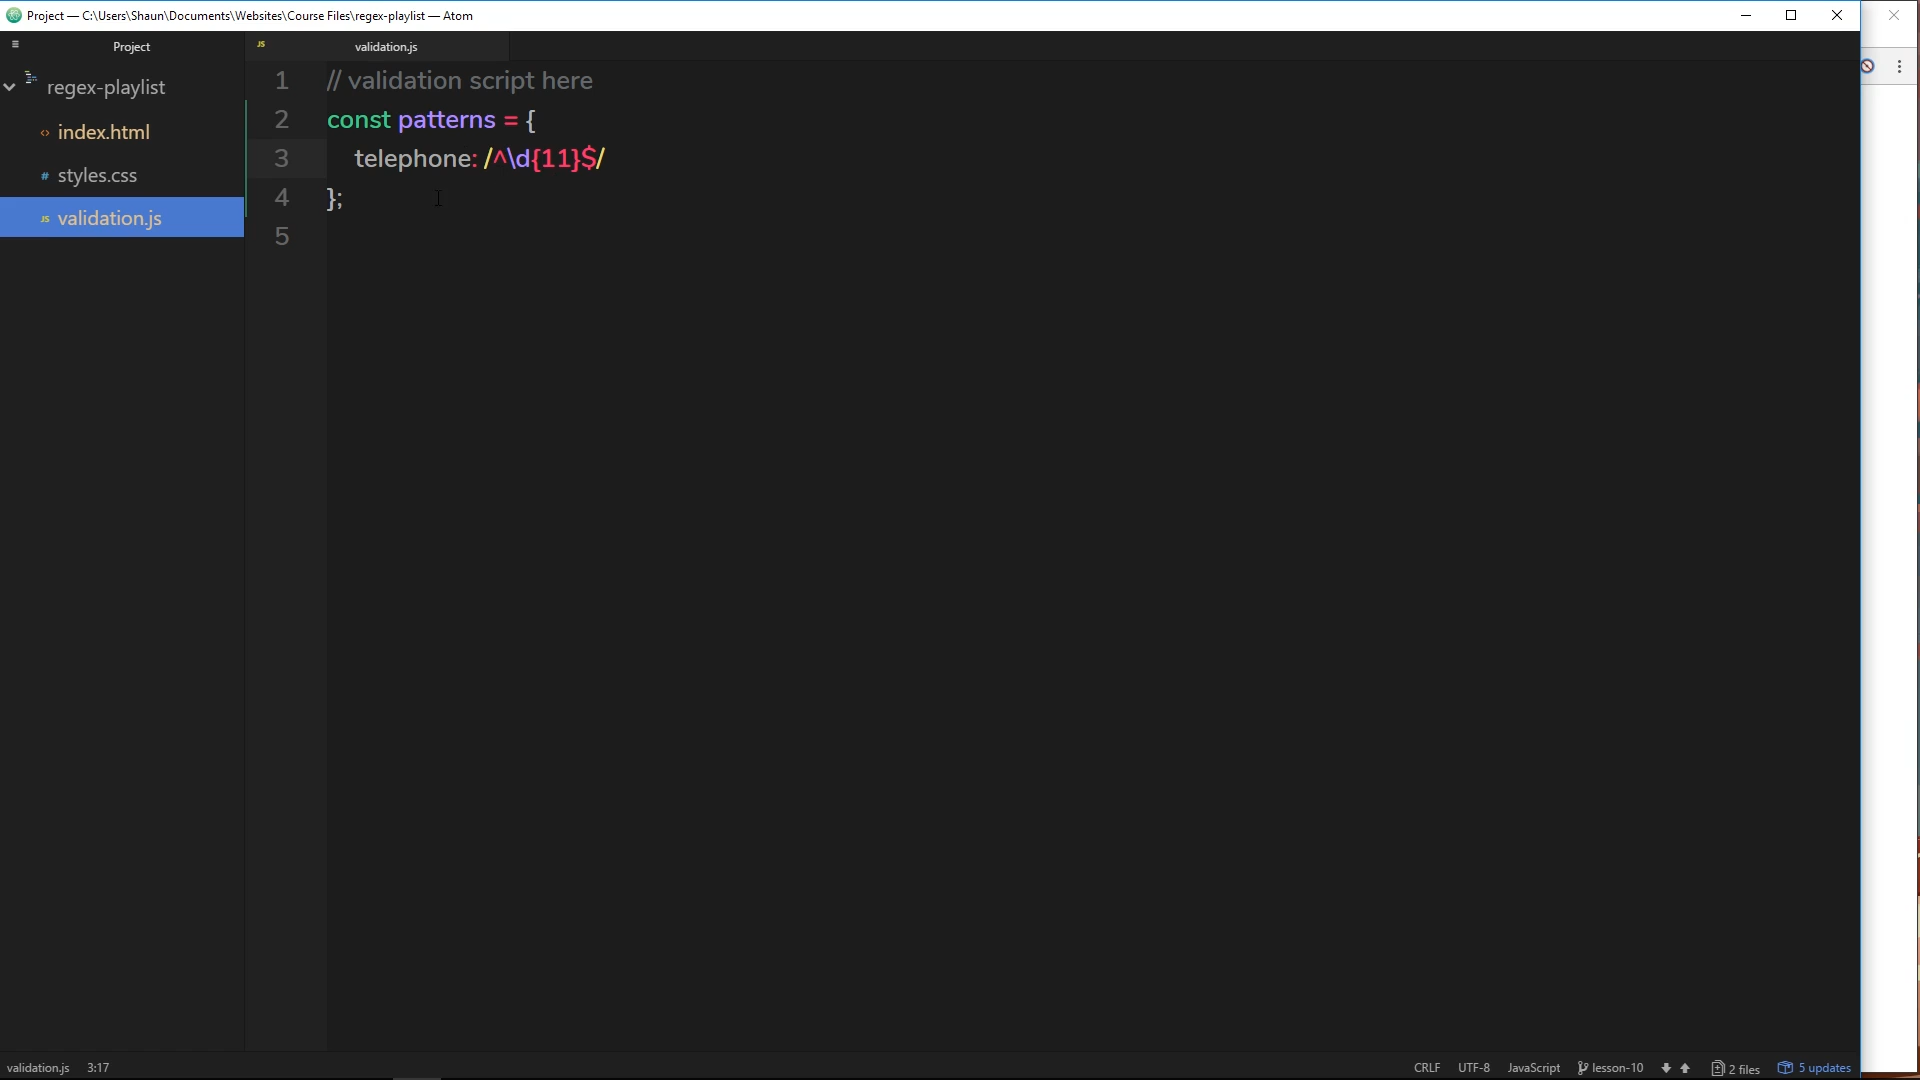 Project — C:\Users\Shaun\Documents\Websites\Course Files\regex-playlist — Atom
Project
regex-playlist
<> index.html
# styles.css
JS validation.js
JS validation.js
1 // validation script here
2 const patterns = {
3 telephone: /^\d{11}$/
4 };
5
validation.js 3:17 CRLF UTF-8 JavaScript lesson-10 2 files 5 updates